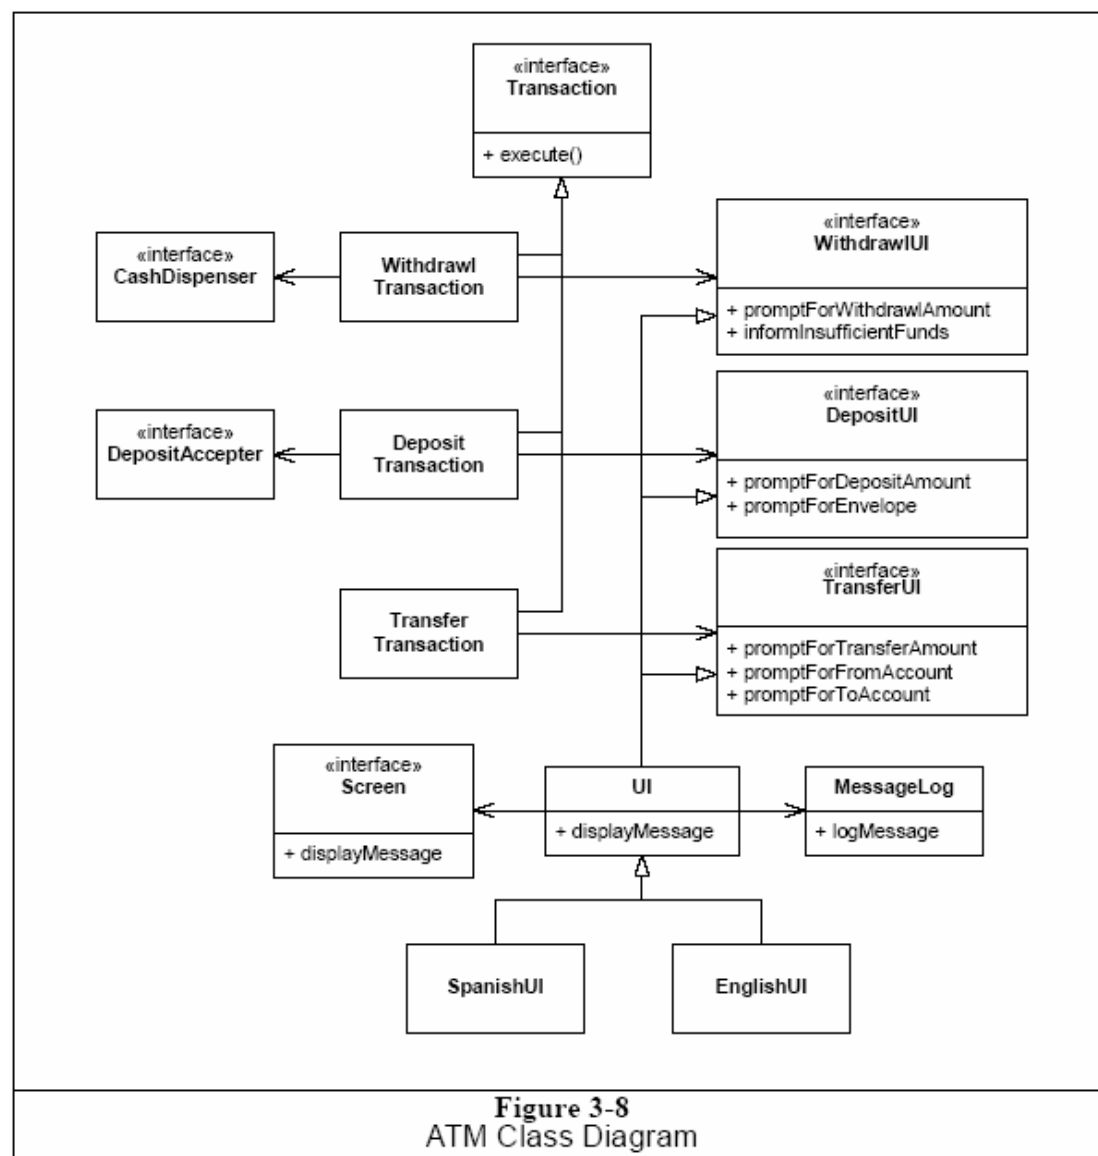 «interface»
Transaction
+ execute()
«interface»
CashDispenser
Withdrawl
Transaction
«interface»
WithdrawlUI
+ promptForWithdrawlAmount
+ informInsufficientFunds
«interface»
DepositAccepter
Deposit
Transaction
«interface»
DepositUI
+ promptForDepositAmount
+ promptForEnvelope
Transfer
Transaction
«interface»
TransferUI
+ promptForTransferAmount
+ promptForFromAccount
+ promptForToAccount
«interface»
Screen
+ displayMessage
UI
+ displayMessage
MessageLog
+ logMessage
SpanishUI
EnglishUI
Figure 3-8
ATM Class Diagram